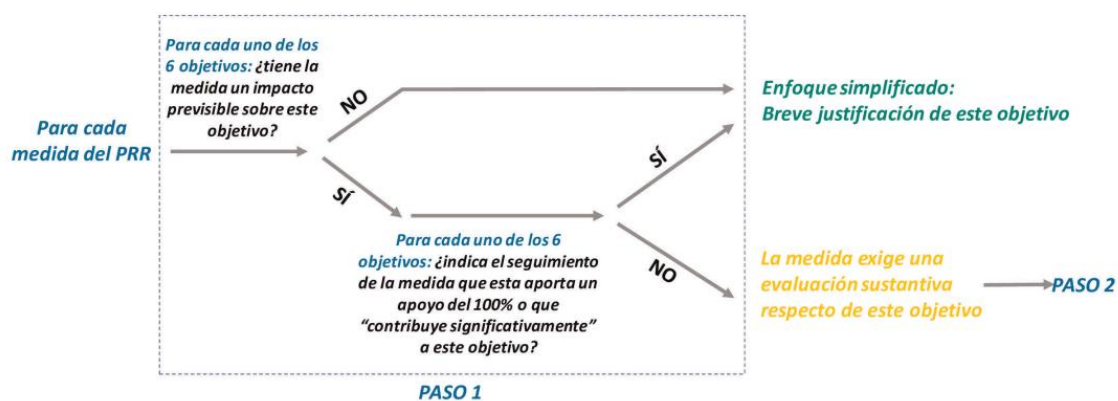 Para cada uno de los
6 objetivos: ¿tiene la
medida un impacto
previsible sobre este
objetivo?
Para cada
medida del PRR
NO
SÍ
Enfoque simplificado:
Breve justificación de este objetivo
Para cada uno de los 6
objetivos: ¿indica el seguimiento
de la medida que esta aporta un
apoyo del 100% o que
“contribuye significativamente”
a este objetivo?
SÍ
NO
La medida exige una
evaluación sustantiva
respecto de este objetivo
PASO 2
PASO 1